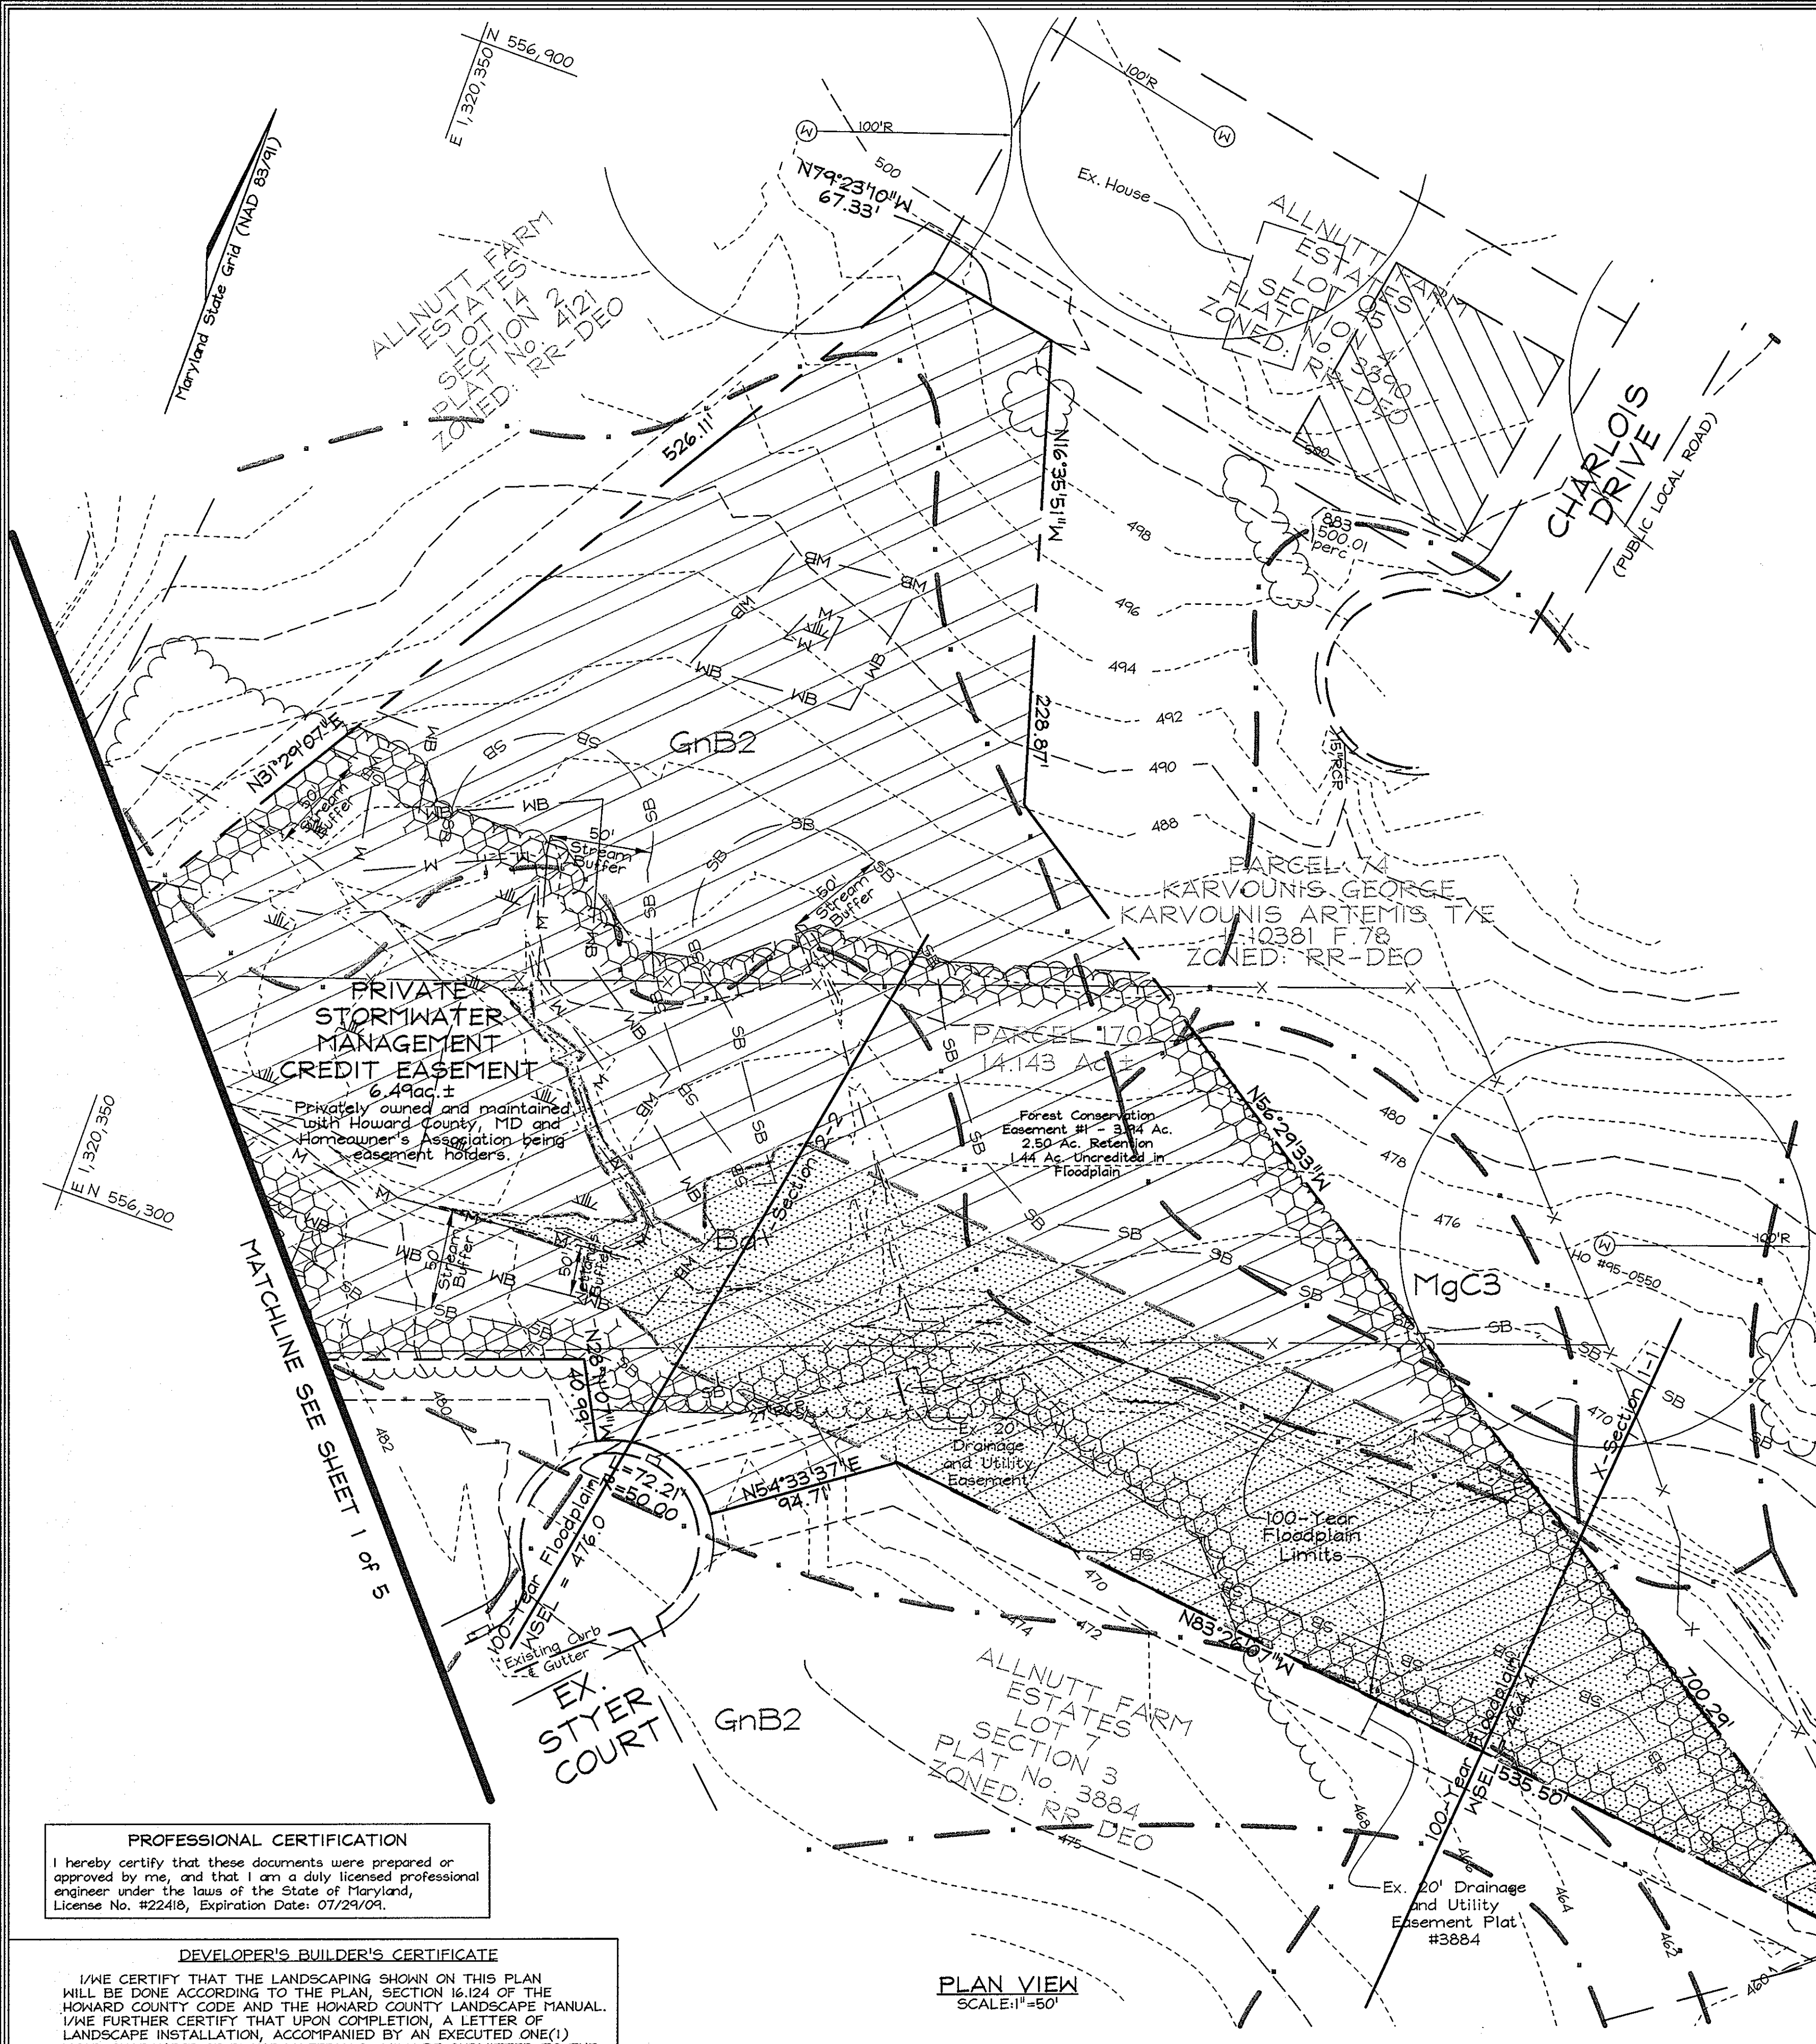 N 556,900
E 1,320,350
Maryland State Grid (NAD 83/91)
100'R
100'R
500
N79°23'10"W
67.33'
Ex. House
ALLNUTT FARM
ESTATES
LOT 14
SECTION 2
PLAT No. 4121
ZONED: RR-DEO
ALLNUTT FARM
ESTATES
SECTION 4
PLAT No. 3890
ZONED: RR-DEO
CHARLOIS
DRIVE
(PUBLIC LOCAL ROAD)
526.11'
N16°35'51"W
500
883
500.01
perc
498
496
494
492
490
488
228.87'
15" RCP
GnB2
N31°29'07"E
50'
Stream
Buffer
50'
Stream
Buffer
50'
Stream
Buffer
PARCEL 74
KARVOUNIS GEORGE
KARVOUNIS ARTEMIS T/E
L.10381 F.78
ZONED: RR-DEO
PRIVATE
STORMWATER
MANAGEMENT
CREDIT EASEMENT
6.49ac.±
Privately owned and maintained
with Howard County, MD and
Homeowner's Association being
easement holders.
PARCEL 170
14.143 Ac.±
Forest Conservation
Easement #1 - 3.94 Ac.
2.50 Ac. Retention
1.44 Ac. Uncredited in
Floodplain
N56°29'33"W
480
478
476
E 1,320,350
N 556,300
X-Section 2-2
50'
Stream
Buffer
50'
Wetlands
Buffer
100'R
HO #95-0550
MgC3
MATCHLINE SEE SHEET 1 of 5
480
482
40.99'
X-Section 1-1
470
Ex. 20'
Drainage
and Utility
Easement
N54°33'37"E
94.71'
L=72.21'
R=50.00
100-Year Floodplain
WSEL = 476.0
100-Year
Floodplain
Limits
Existing Curb
& Gutter
EX.
STYER
COURT
470
474
472
N83°26'07"W
GnB2
ALLNUTT FARM
ESTATES
LOT 7
SECTION 3
PLAT No. 3884
ZONED: RR-DEO
475
700.29'
535.50'
100-Year Floodplain
WSEL = 464.4
468
466
464
462
460
Ex. 20' Drainage
and Utility
Easement Plat
#3884
PROFESSIONAL CERTIFICATION
I hereby certify that these documents were prepared or
approved by me, and that I am a duly licensed professional
engineer under the laws of the State of Maryland,
License No. #22418, Expiration Date: 07/29/09.
DEVELOPER'S BUILDER'S CERTIFICATE
I/WE CERTIFY THAT THE LANDSCAPING SHOWN ON THIS PLAN
WILL BE DONE ACCORDING TO THE PLAN, SECTION 16.124 OF THE
HOWARD COUNTY CODE AND THE HOWARD COUNTY LANDSCAPE MANUAL.
I/WE FURTHER CERTIFY THAT UPON COMPLETION, A LETTER OF
LANDSCAPE INSTALLATION, ACCOMPANIED BY AN EXECUTED ONE(1)
PLAN VIEW
SCALE:1"=50'